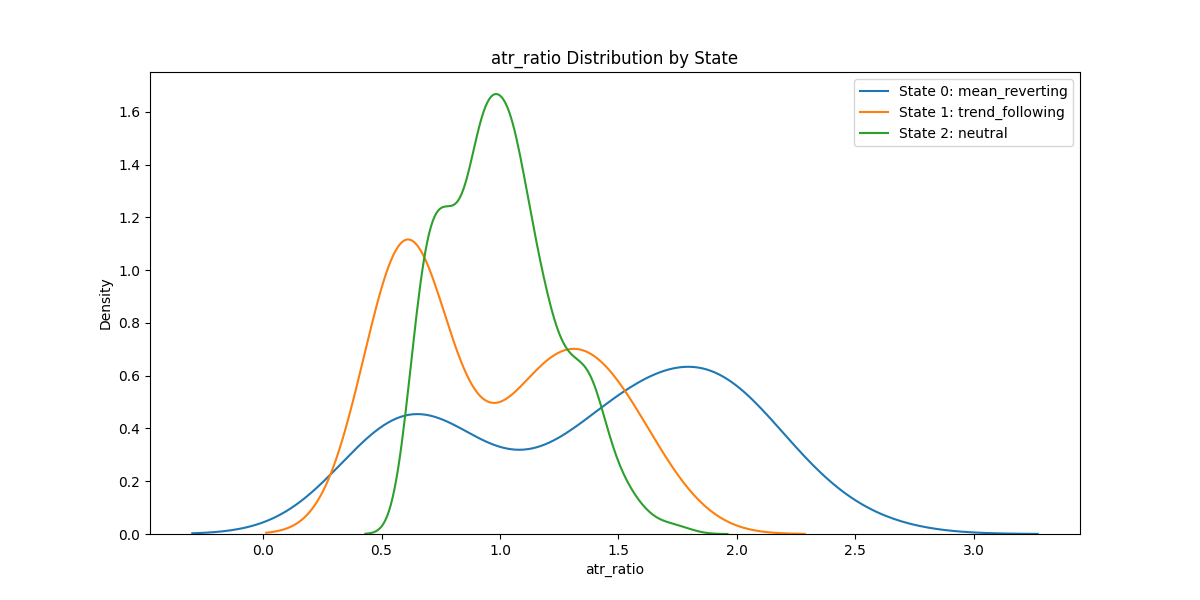 atr_ratio Distribution by State
State 0: mean_reverting
State 1: trend_following
State 2: neutral
Density
1.6
1.4
1.2
1.0
0.8
0.6
0.4
0.2
0.0
0.0 0.5 1.0 1.5 2.0 2.5 3.0
atr_ratio